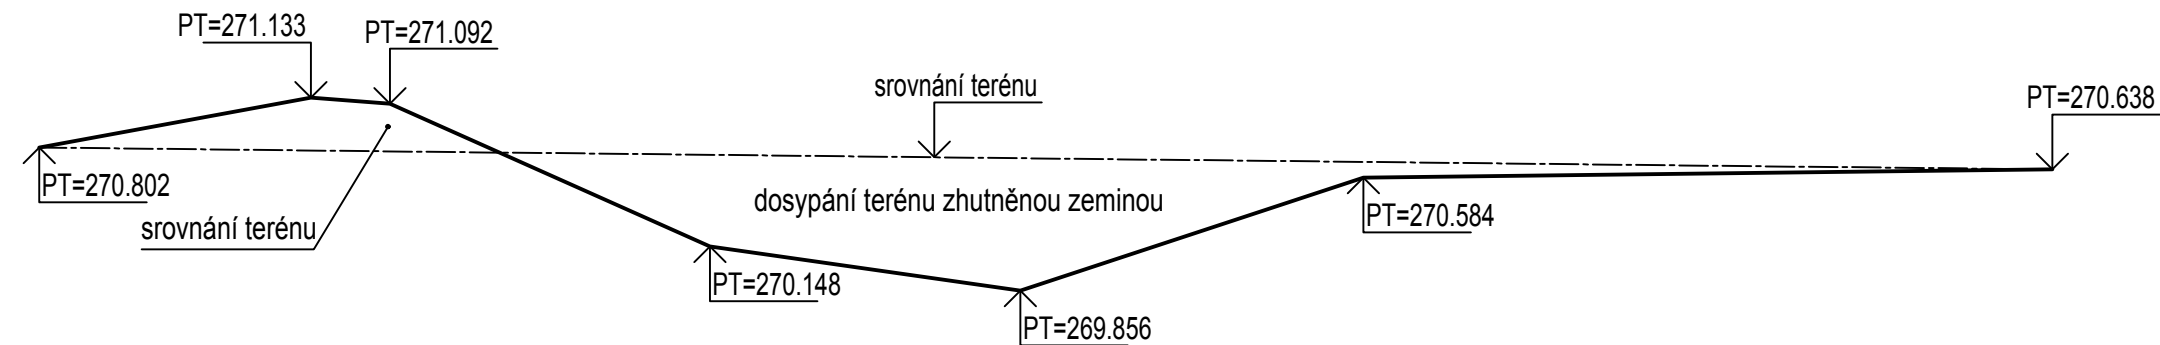 PT=271.133
PT=271.092
srovnání terénu
PT=270.638
PT=270.802
dosypání terénu zhutněnou zeminou
srovnání terénu
PT=270.584
PT=270.148
PT=269.856